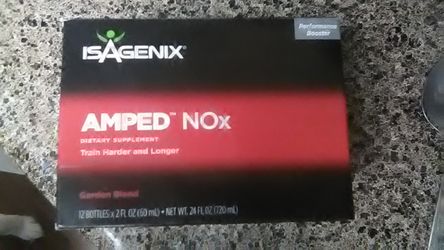 Performance
Booster
ISAGENIX®
AMPED™ NOx
DIETARY SUPPLEMENT
Train Harder and Longer
Garden Blend
12 BOTTLES x 2 FL OZ (60 mL) • NET WT. 24 FL OZ (720 mL)